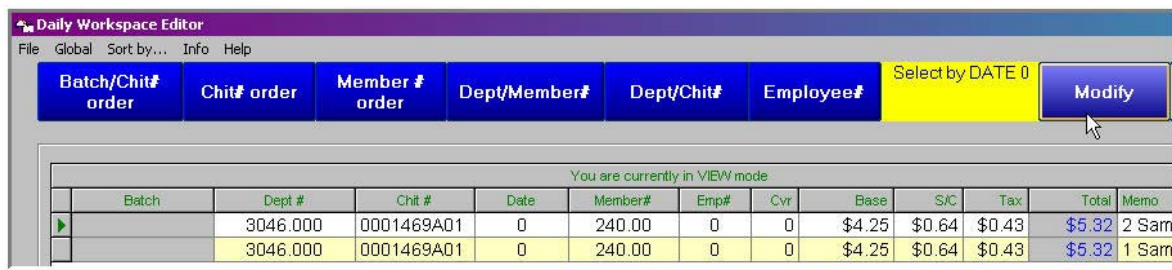 Daily Workspace Editor
File Global Sort by... Info Help
Batch/Chit# order Chit# order Member # order Dept/Member# Dept/Chit# Employee# Select by DATE 0 Modify
You are currently in VIEW mode
Batch Dept # Chit # Date Member# Emp# Cvr Base S/C Tax Total Memo
3046.000 0001469A01 0 240.00 0 0 $4.25 $0.64 $0.43 $5.32 2 Sam
3046.000 0001469A01 0 240.00 0 0 $4.25 $0.64 $0.43 $5.32 1 Sam